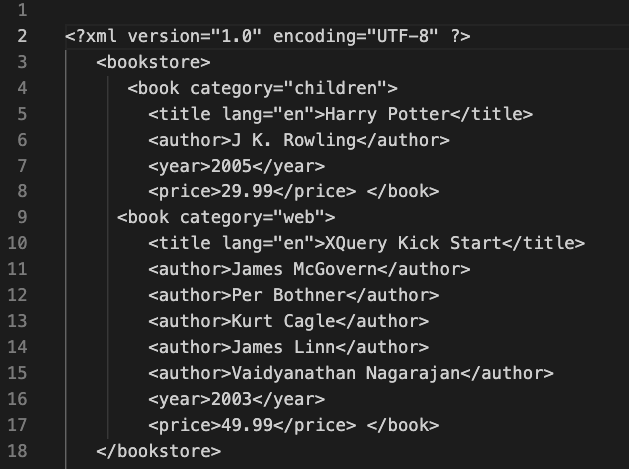 1
2 <?xml version="1.0" encoding="UTF-8" ?>
3 <bookstore>
4 <book category="children">
5 <title lang="en">Harry Potter</title>
6 <author>J K. Rowling</author>
7 <year>2005</year>
8 <price>29.99</price> </book>
9 <book category="web">
10 <title lang="en">XQuery Kick Start</title>
11 <author>James McGovern</author>
12 <author>Per Bothner</author>
13 <author>Kurt Cagle</author>
14 <author>James Linn</author>
15 <author>Vaidyanathan Nagarajan</author>
16 <year>2003</year>
17 <price>49.99</price> </book>
18 </bookstore>